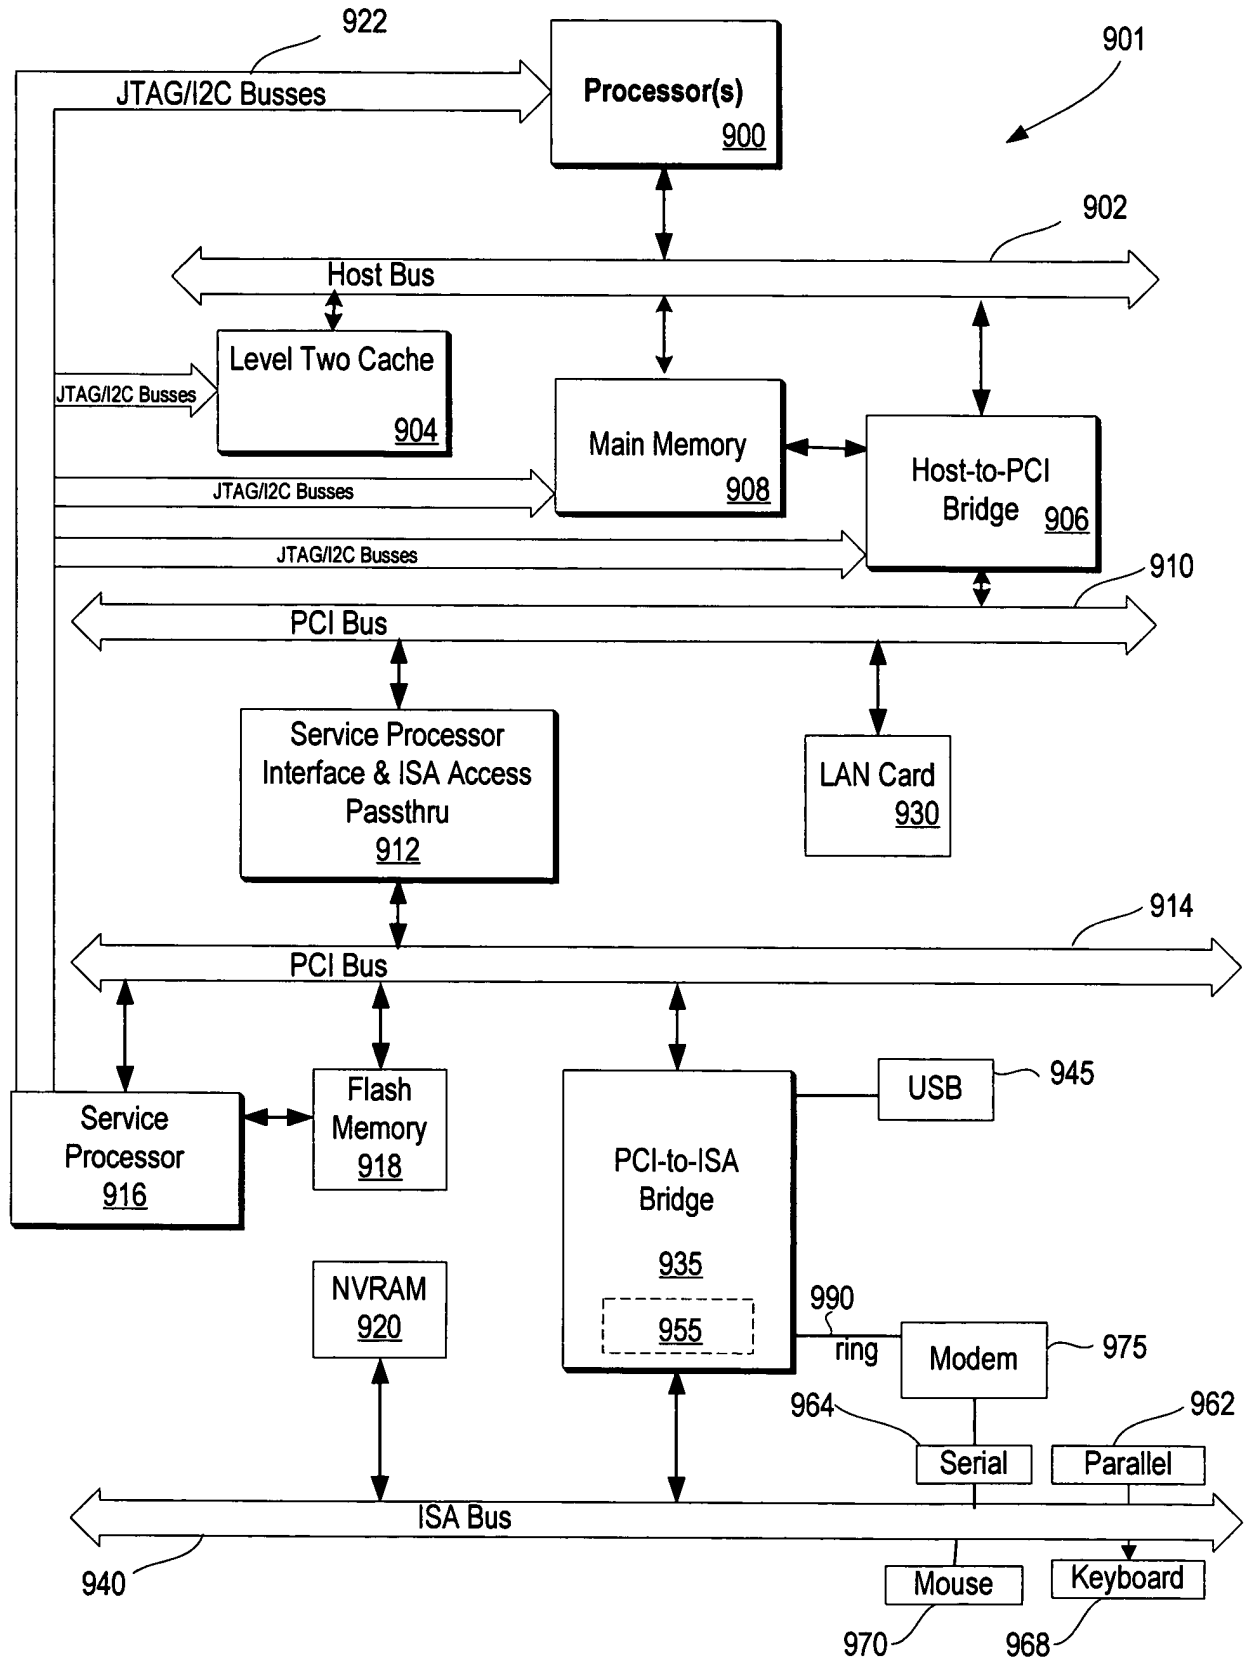 922
901
JTAG/I2C Busses
Processor(s)
900
902
Host Bus
Level Two Cache
904
JTAG/I2C Busses
Main Memory
908
Host-to-PCI
Bridge
906
JTAG/I2C Busses
JTAG/I2C Busses
910
PCI Bus
Service Processor
Interface & ISA Access
Passthru
912
LAN Card
930
914
PCI Bus
Service
Processor
916
Flash
Memory
918
PCI-to-ISA
Bridge
935
955
USB
945
NVRAM
920
990
ring
Modem
975
964
962
Serial
Parallel
ISA Bus
940
Mouse
Keyboard
970
968